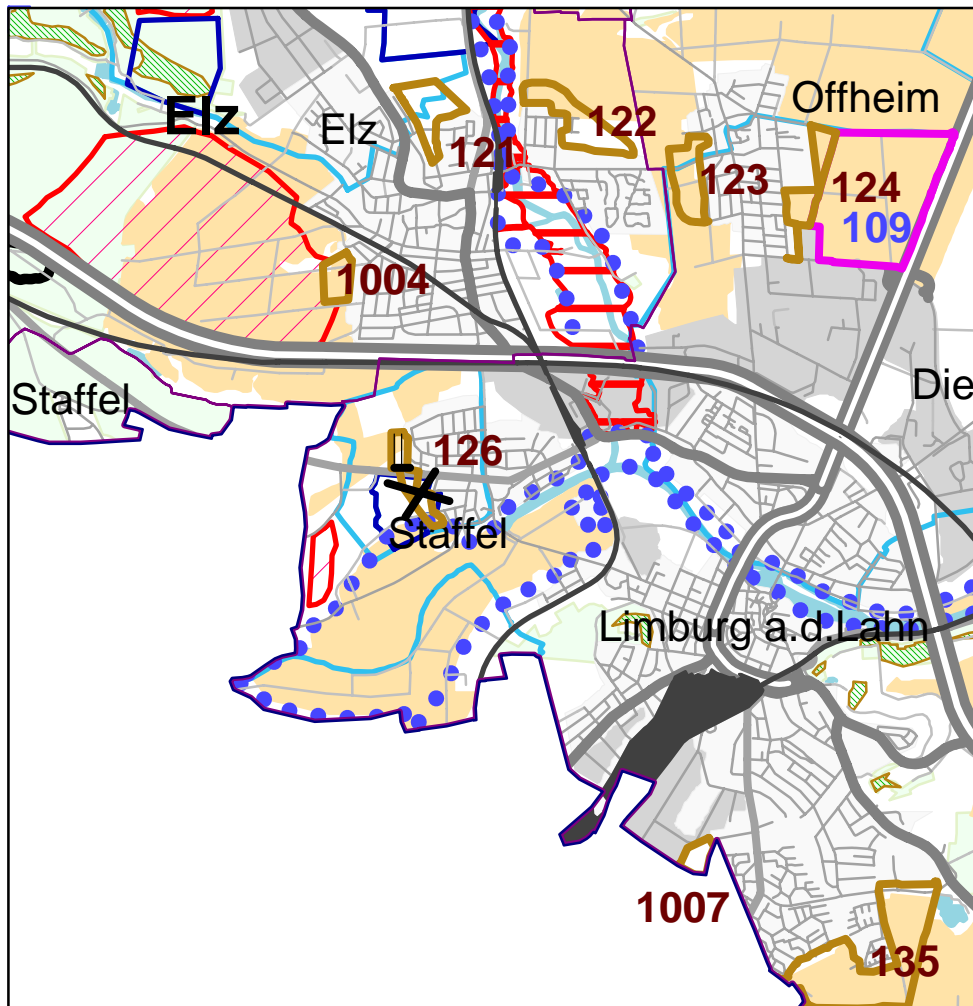 Offheim
Elz
Elz
122
121
123
124
109
1004
Staffel
Die
126
Staffel
Limburg a.d.Lahn
1007
135